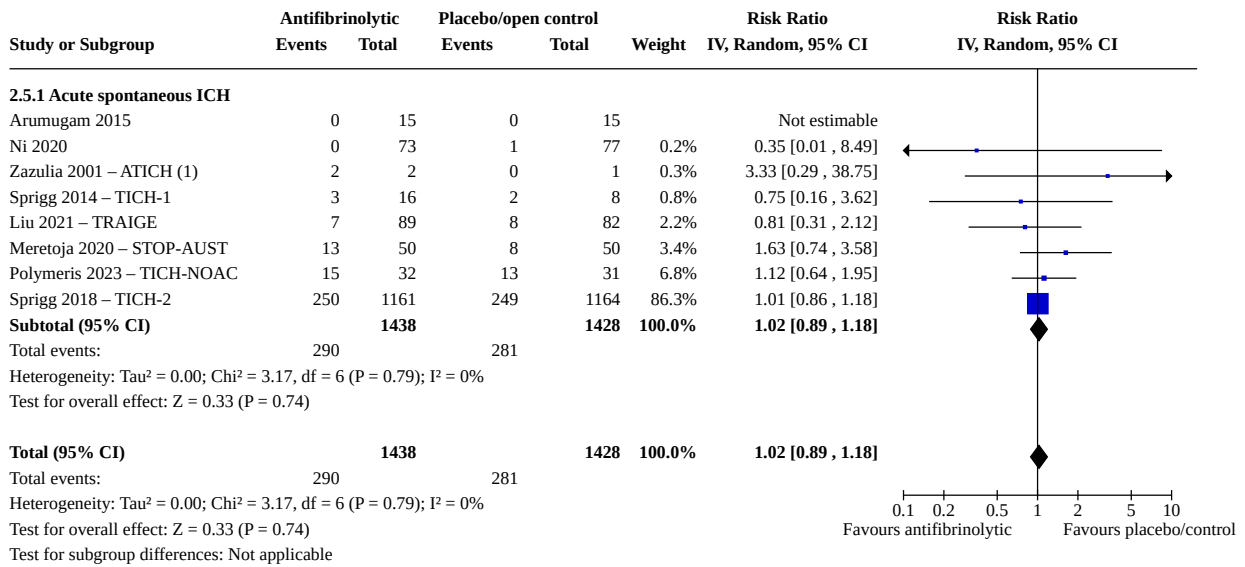 Antifibrinolytic Placebo/open control Risk Ratio Risk Ratio
Study or Subgroup Events Total Events Total Weight IV, Random, 95% CI IV, Random, 95% CI
2.5.1 Acute spontaneous ICH
Arumugam 2015 0 15 0 15 Not estimable
Ni 2020 0 73 1 77 0.2% 0.35 [0.01 , 8.49]
Zazulia 2001 – ATICH (1) 2 2 0 1 0.3% 3.33 [0.29 , 38.75]
Sprigg 2014 – TICH-1 3 16 2 8 0.8% 0.75 [0.16 , 3.62]
Liu 2021 – TRAIGE 7 89 8 82 2.2% 0.81 [0.31 , 2.12]
Meretoja 2020 – STOP-AUST 13 50 8 50 3.4% 1.63 [0.74 , 3.58]
Polymeris 2023 – TICH-NOAC 15 32 13 31 6.8% 1.12 [0.64 , 1.95]
Sprigg 2018 – TICH-2 250 1161 249 1164 86.3% 1.01 [0.86 , 1.18]
Subtotal (95% CI) 1438 1428 100.0% 1.02 [0.89 , 1.18]
Total events: 290 281
Heterogeneity: Tau² = 0.00; Chi² = 3.17, df = 6 (P = 0.79); I² = 0%
Test for overall effect: Z = 0.33 (P = 0.74)
Total (95% CI) 1438 1428 100.0% 1.02 [0.89 , 1.18]
Total events: 290 281
Heterogeneity: Tau² = 0.00; Chi² = 3.17, df = 6 (P = 0.79); I² = 0%
Test for overall effect: Z = 0.33 (P = 0.74)
Test for subgroup differences: Not applicable
0.1 0.2 0.5 1 2 5 10
Favours antifibrinolytic Favours placebo/control